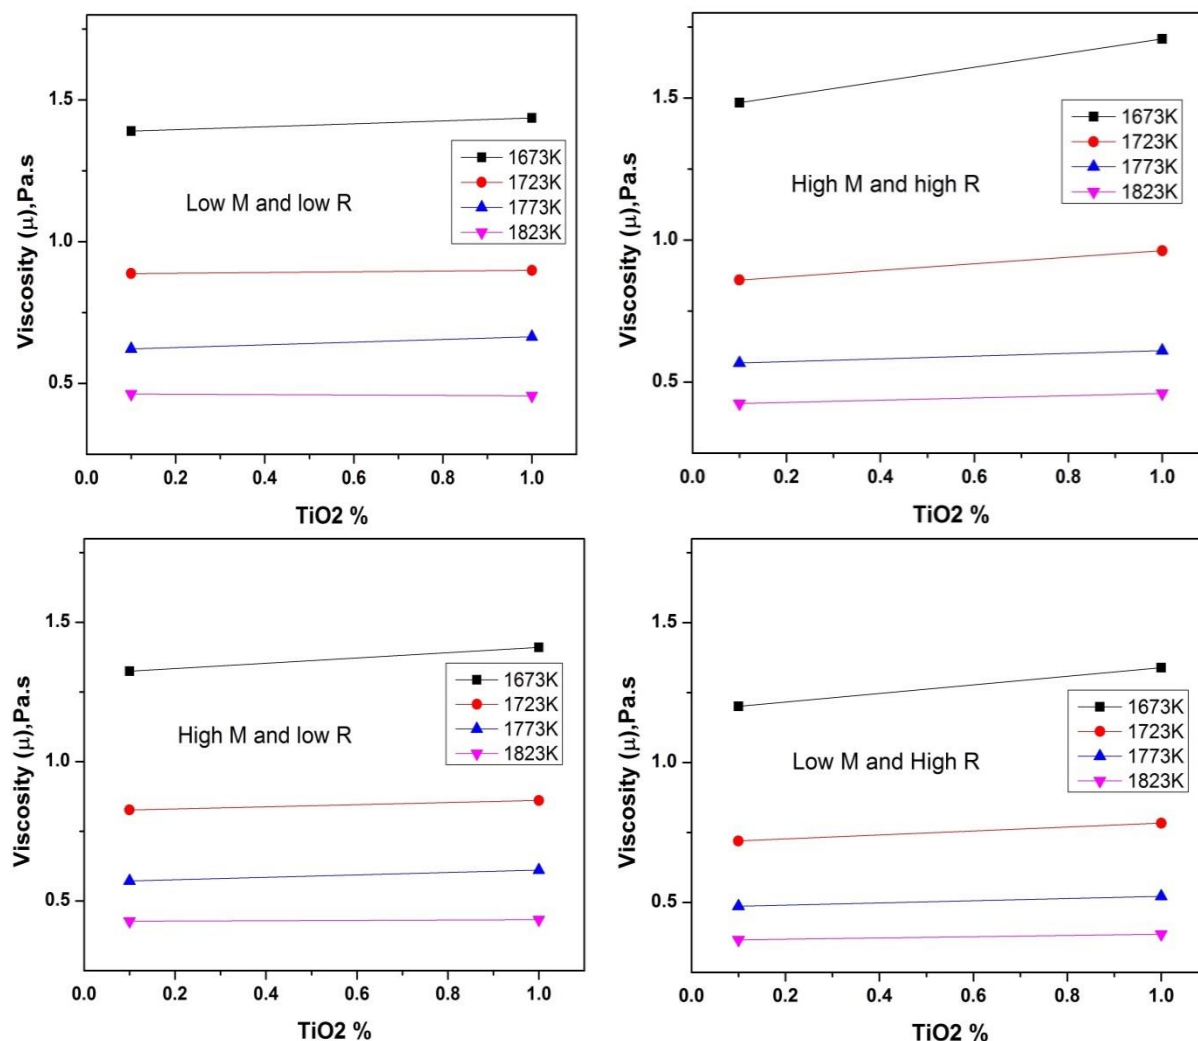 Viscosity (μ),Pa.s
1.5
1.0
0.5
0.0
0.2
0.4
0.6
0.8
1.0
TiO2 %
Low M and low R
1673K
1723K
1773K
1823K
Viscosity (μ),Pa.s
1.5
1.0
0.5
0.0
0.2
0.4
0.6
0.8
1.0
TiO2 %
High M and high R
1673K
1723K
1773K
1823K
Viscosity (μ),Pa.s
1.5
1.0
0.5
0.0
0.2
0.4
0.6
0.8
1.0
TiO2 %
High M and low R
1673K
1723K
1773K
1823K
Viscosity (μ),Pa.s
1.5
1.0
0.5
0.0
0.2
0.4
0.6
0.8
1.0
TiO2 %
Low M and High R
1673K
1723K
1773K
1823K